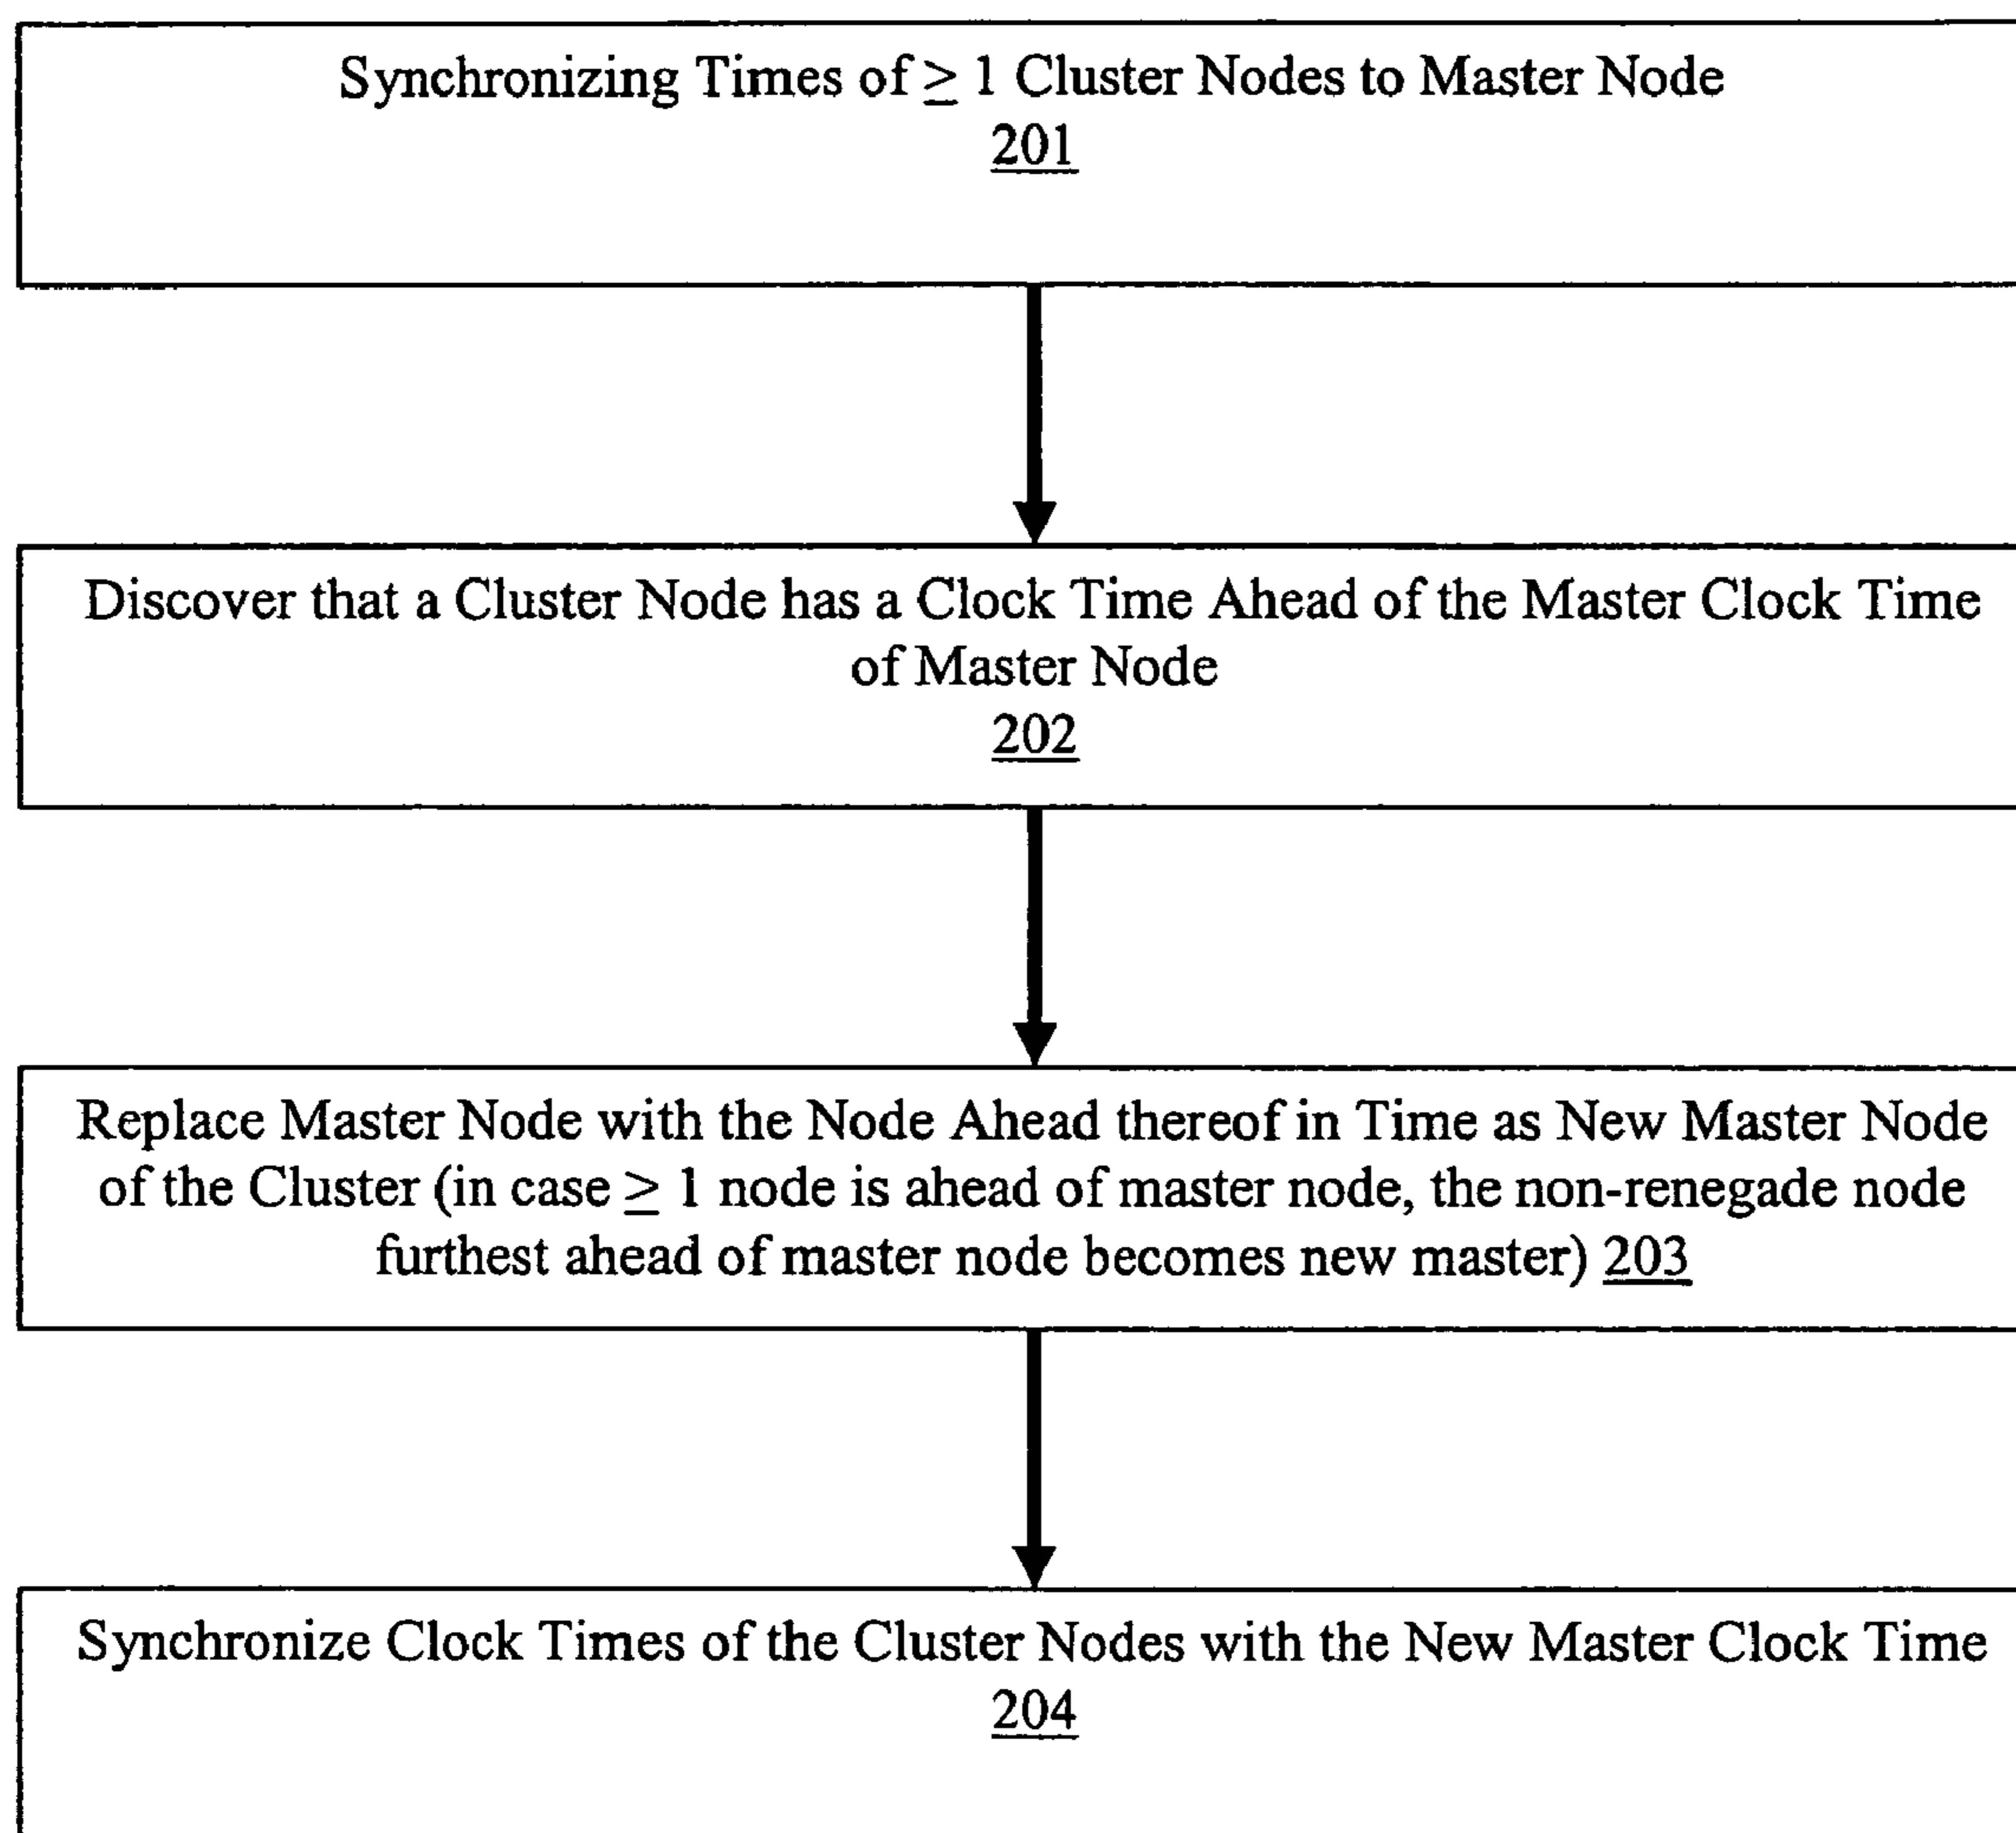 Synchronizing Times of ≥ 1 Cluster Nodes to Master Node
201
Discover that a Cluster Node has a Clock Time Ahead of the Master Clock Time
of Master Node
202
Replace Master Node with the Node Ahead thereof in Time as New Master Node
of the Cluster (in case ≥ 1 node is ahead of master node, the non-renegade node
furthest ahead of master node becomes new master) 203
Synchronize Clock Times of the Cluster Nodes with the New Master Clock Time
204